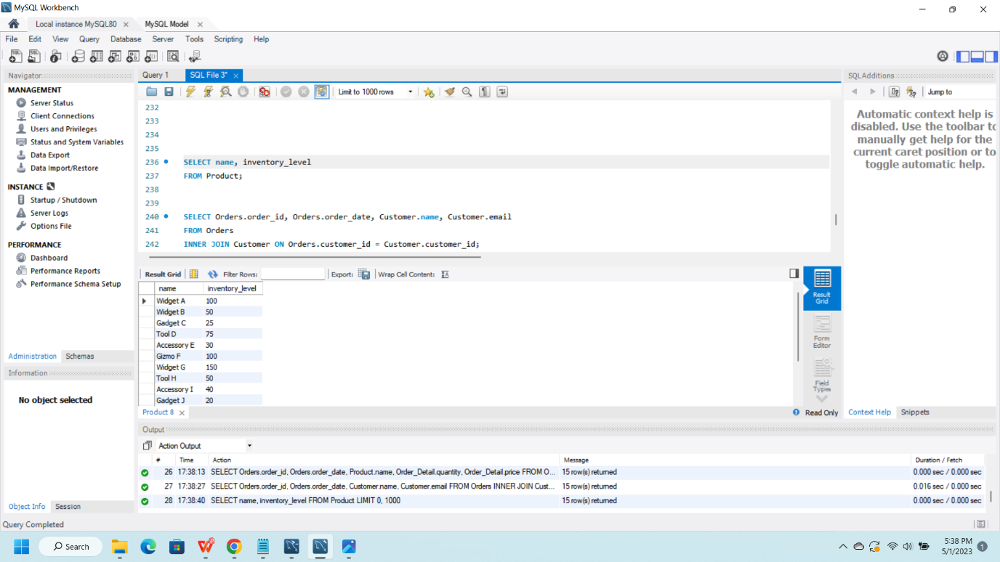 MySQL Workbench
Local instance MySQL80
MySQL Model
File Edit View Query Database Server Tools Scripting Help
Navigator
MANAGEMENT
Server Status
Client Connections
Users and Privileges
Status and System Variables
Data Export
Data Import/Restore
INSTANCE
Startup / Shutdown
Server Logs
Options File
PERFORMANCE
Dashboard
Performance Reports
Performance Schema Setup
Administration Schemas
Information
No object selected
Object Info Session
Query 1 SQL File 3*
Limit to 1000 rows
232
233
234
235
236 SELECT name, inventory_level
237 FROM Product;
238
239
240 SELECT Orders.order_id, Orders.order_date, Customer.name, Customer.email
241 FROM Orders
242 INNER JOIN Customer ON Orders.customer_id = Customer.customer_id;
Result Grid Filter Rows: Export: Wrap Cell Content:
name inventory_level
Widget A 100
Widget B 50
Gadget C 25
Tool D 75
Accessory E 30
Gizmo F 100
Widget G 150
Tool H 50
Accessory I 40
Gadget J 20
Result
Grid
Form
Editor
Field
Types
Product 8
Read Only
SQLAdditions
Jump to
Automatic context help is
disabled. Use the toolbar to
manually get help for the
current caret position or to
toggle automatic help.
Context Help Snippets
Output
Action Output
# Time Action Message Duration / Fetch
26 17:38:13 SELECT Orders.order_id, Orders.order_date, Product.name, Order_Detail.quantity, Order_Detail.price FROM O... 15 row(s) returned 0.000 sec / 0.000 sec
27 17:38:27 SELECT Orders.order_id, Orders.order_date, Customer.name, Customer.email FROM Orders INNER JOIN Cust... 15 row(s) returned 0.016 sec / 0.000 sec
28 17:38:40 SELECT name, inventory_level FROM Product LIMIT 0, 1000 15 row(s) returned 0.000 sec / 0.000 sec
Query Completed
Search
5:38 PM
5/1/2023
1